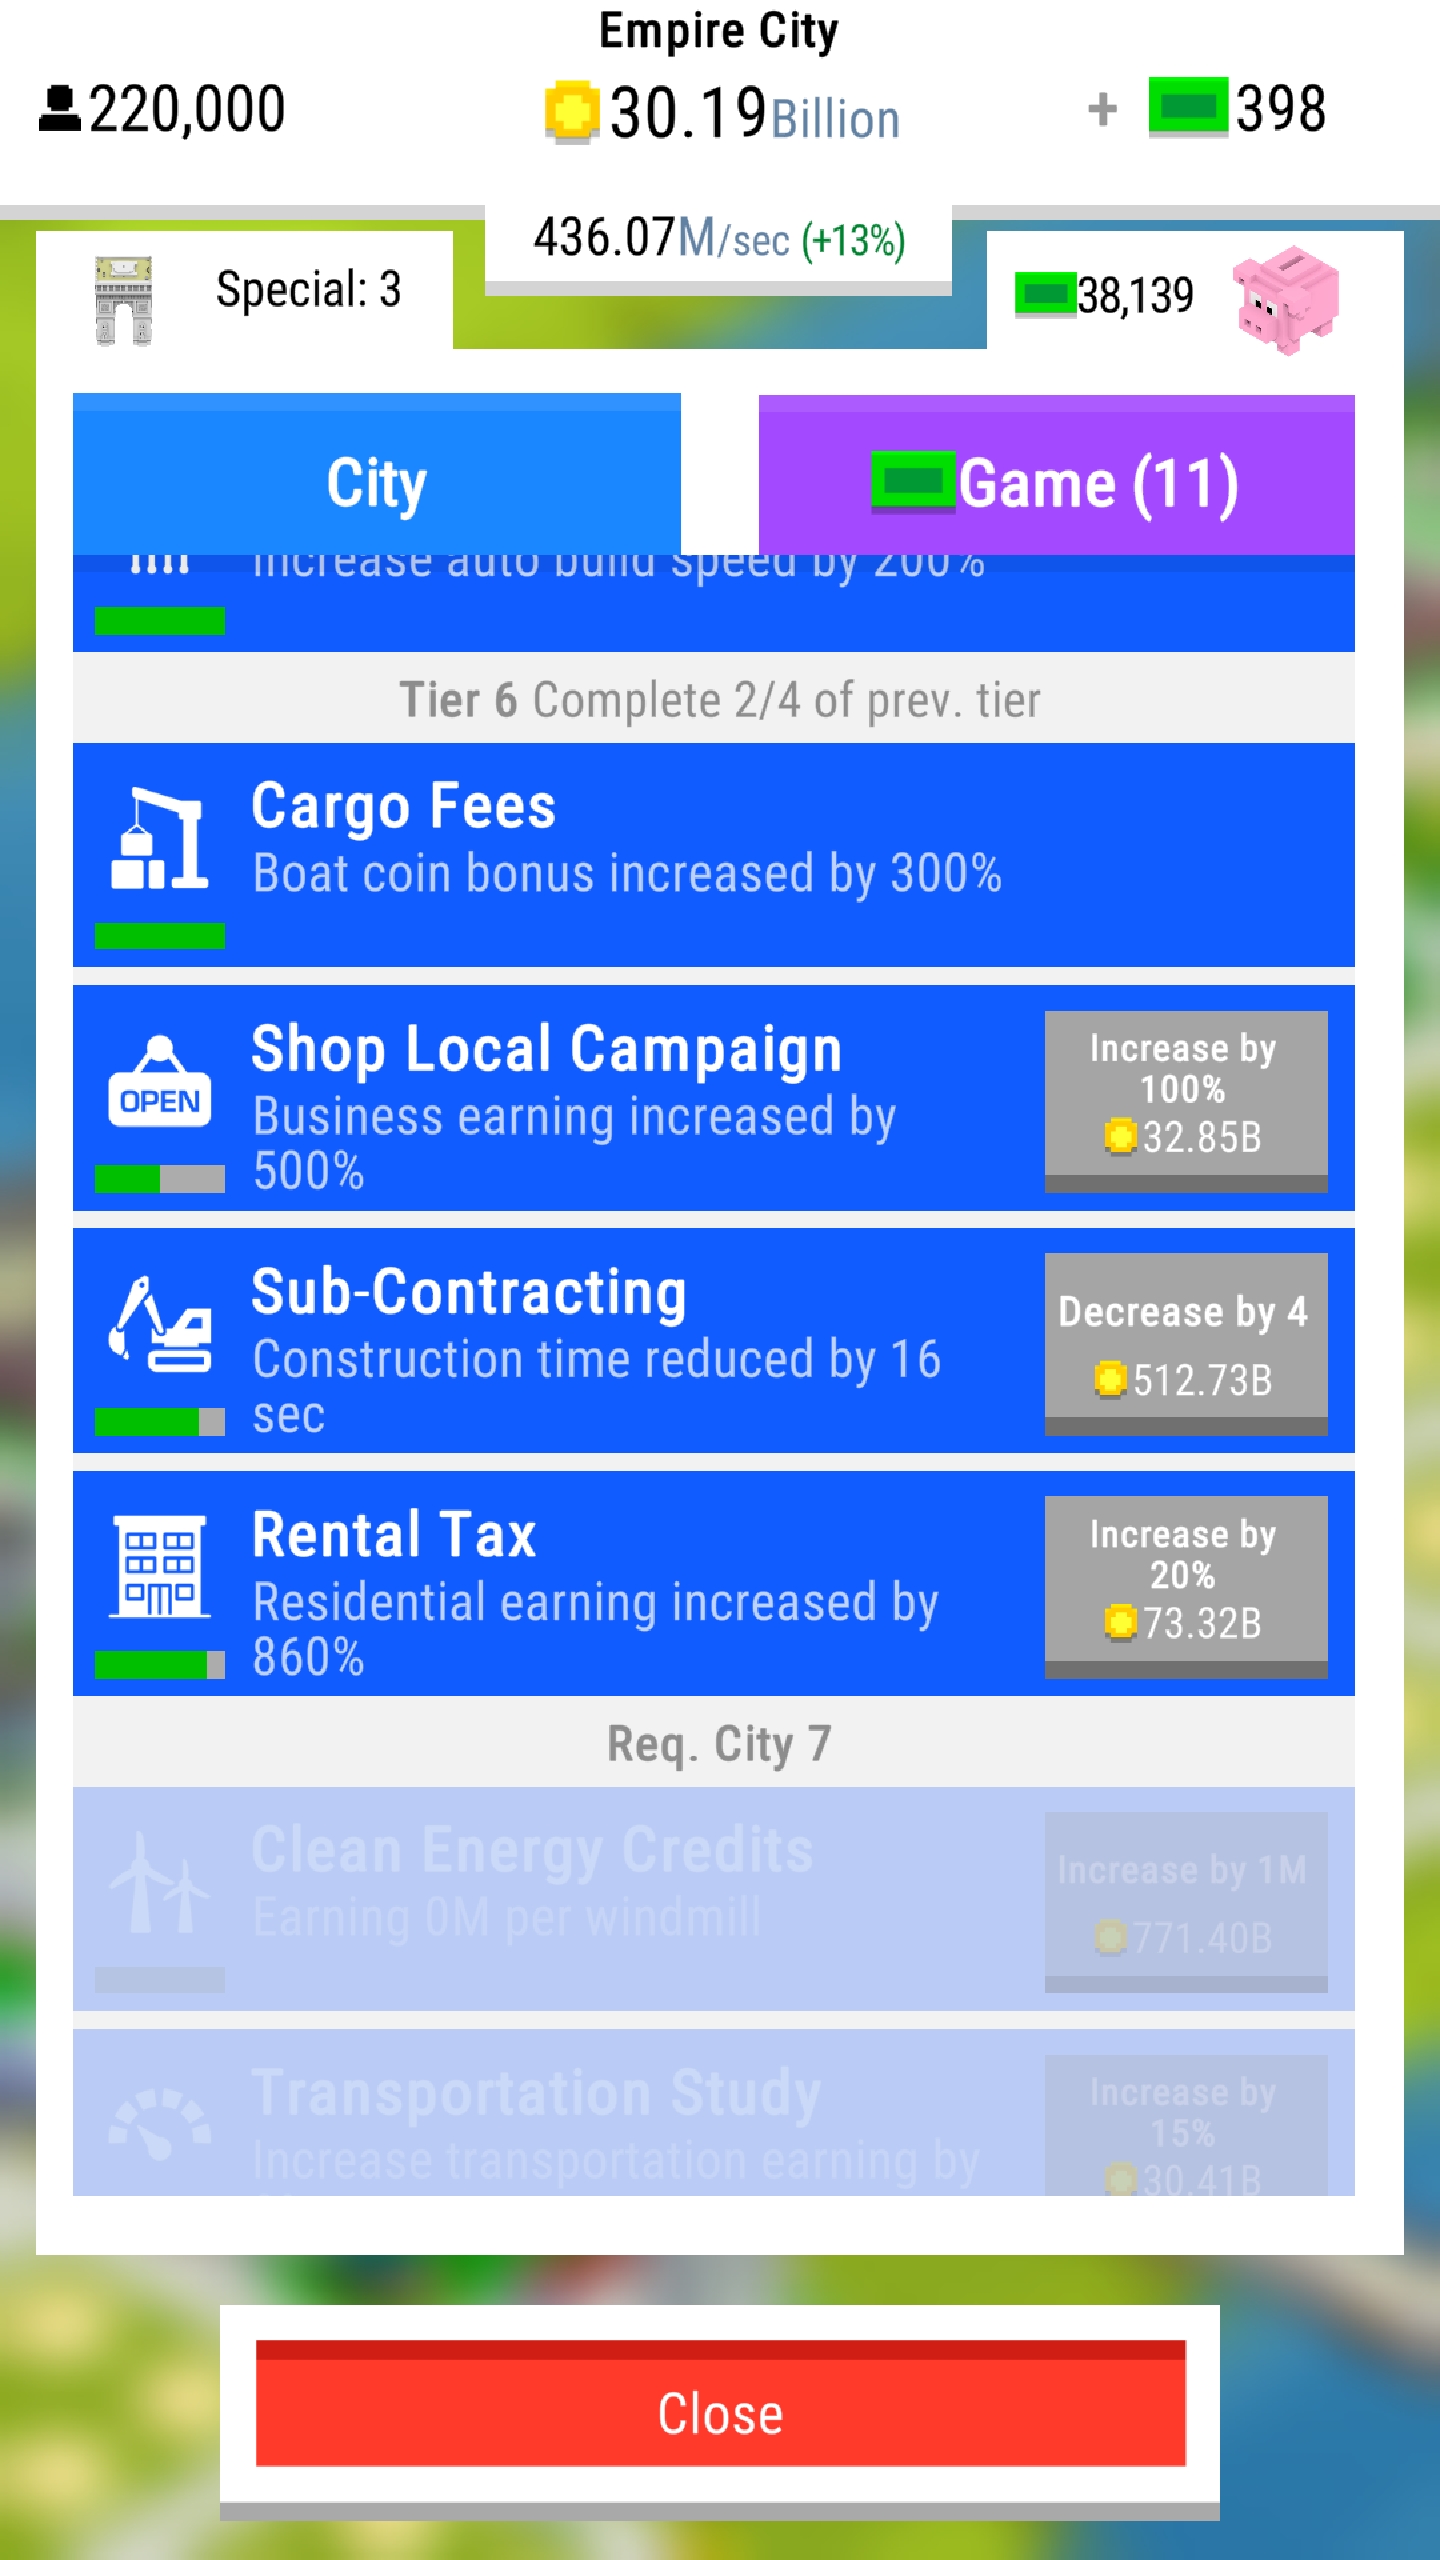 Empire City
220,000
30.19Billion
+ 398
436.07M/sec (+13%)
Special: 3
38,139
City
Game (11)
Increase auto build speed by 200%
Tier 6 Complete 2/4 of prev. tier
Cargo Fees
Boat coin bonus increased by 300%
OPEN
Shop Local Campaign
Business earning increased by
500%
Increase by
100%
32.85B
Sub-Contracting
Construction time reduced by 16
sec
Decrease by 4
512.73B
Rental Tax
Residential earning increased by
860%
Increase by
20%
73.32B
Req. City 7
Clean Energy Credits
Earning 0M per windmill
Increase by 1M
771.40B
Transportation Study
Increase transportation earning by
Increase by
15%
30.41B
Close